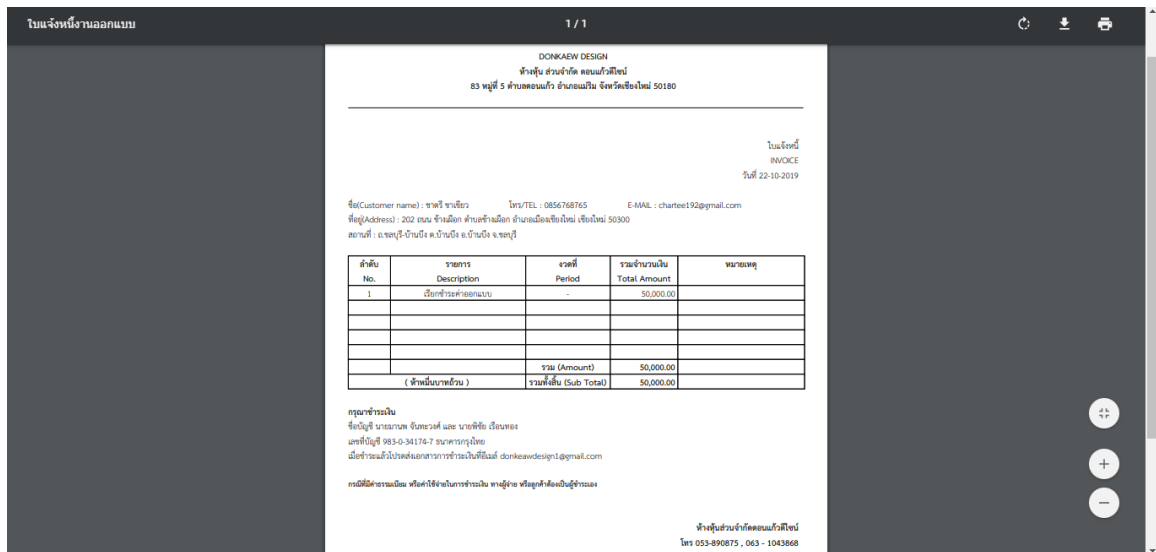 ใบแจ้งหนี้งานออกแบบ 1 / 1
DONKAEW DESIGN
ห้างหุ้น ส่วนจำกัด ดอนแก้วดีไซน์
83 หมู่ที่ 5 ตำบลดอนแก้ว อำเภอแม่ริม จังหวัดเชียงใหม่ 50180
ใบแจ้งหนี้
INVOICE
วันที่ 22-10-2019
ชื่อ(Customer name) : ชาตรี ชาเขียว โทร/TEL : 0856768765 E-MAIL : chartee192@gmail.com
ที่อยู่(Address) : 202 ถนน ช้างเผือก ตำบลช้างเผือก อำเภอเมืองเชียงใหม่ เชียงใหม่ 50300
สถานที่ : ถ.ชลบุรี-บ้านบึง ต.บ้านบึง อ.บ้านบึง จ.ชลบุรี
ลำดับ รายการ งวดที่ รวมจำนวนเงิน หมายเหตุ
No. Description Period Total Amount
1 เรียกชำระค่าออกแบบ - 50,000.00
รวม (Amount) 50,000.00
( ห้าหมื่นบาทถ้วน ) รวมทั้งสิ้น (Sub Total) 50,000.00
กรุณาชำระเงิน
ชื่อบัญชี นายมานพ จันทะวงค์ และ นายพิชัย เรือนทอง
เลขที่บัญชี 983-0-34174-7 ธนาคารกรุงไทย
เมื่อชำระแล้วโปรดส่งเอกสารการชำระเงินที่อีเมล์ donkeawdesign1@gmail.com
กรณีที่มีค่าธรรมเนียม หรือค่าใช้จ่ายในการชำระเงิน ทางผู้จ่าย หรือลูกค้าต้องเป็นผู้ชำระเอง
ห้างหุ้นส่วนจำกัดดอนแก้วดีไซน์
โทร 053-890875 , 063 - 1043868